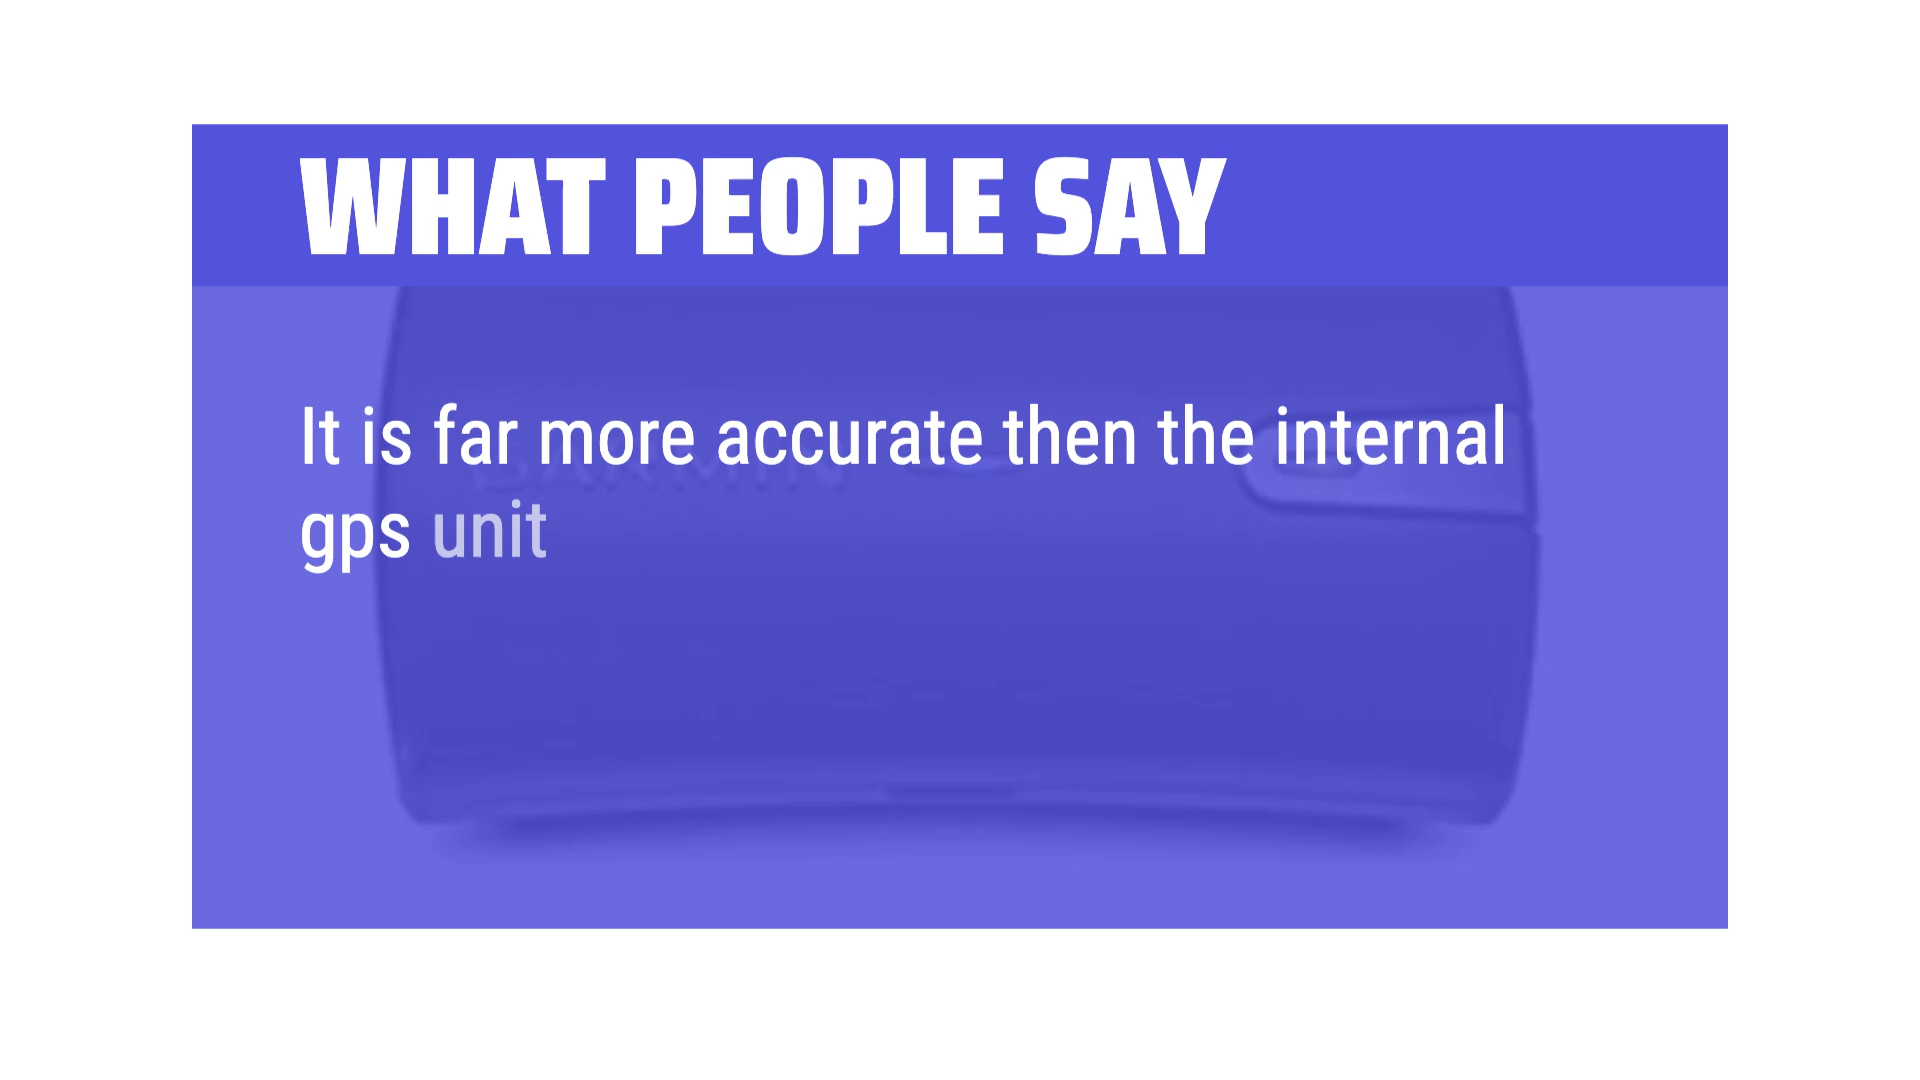 WHAT PEOPLE SAY
It is far more accurate then the internal
gps unit